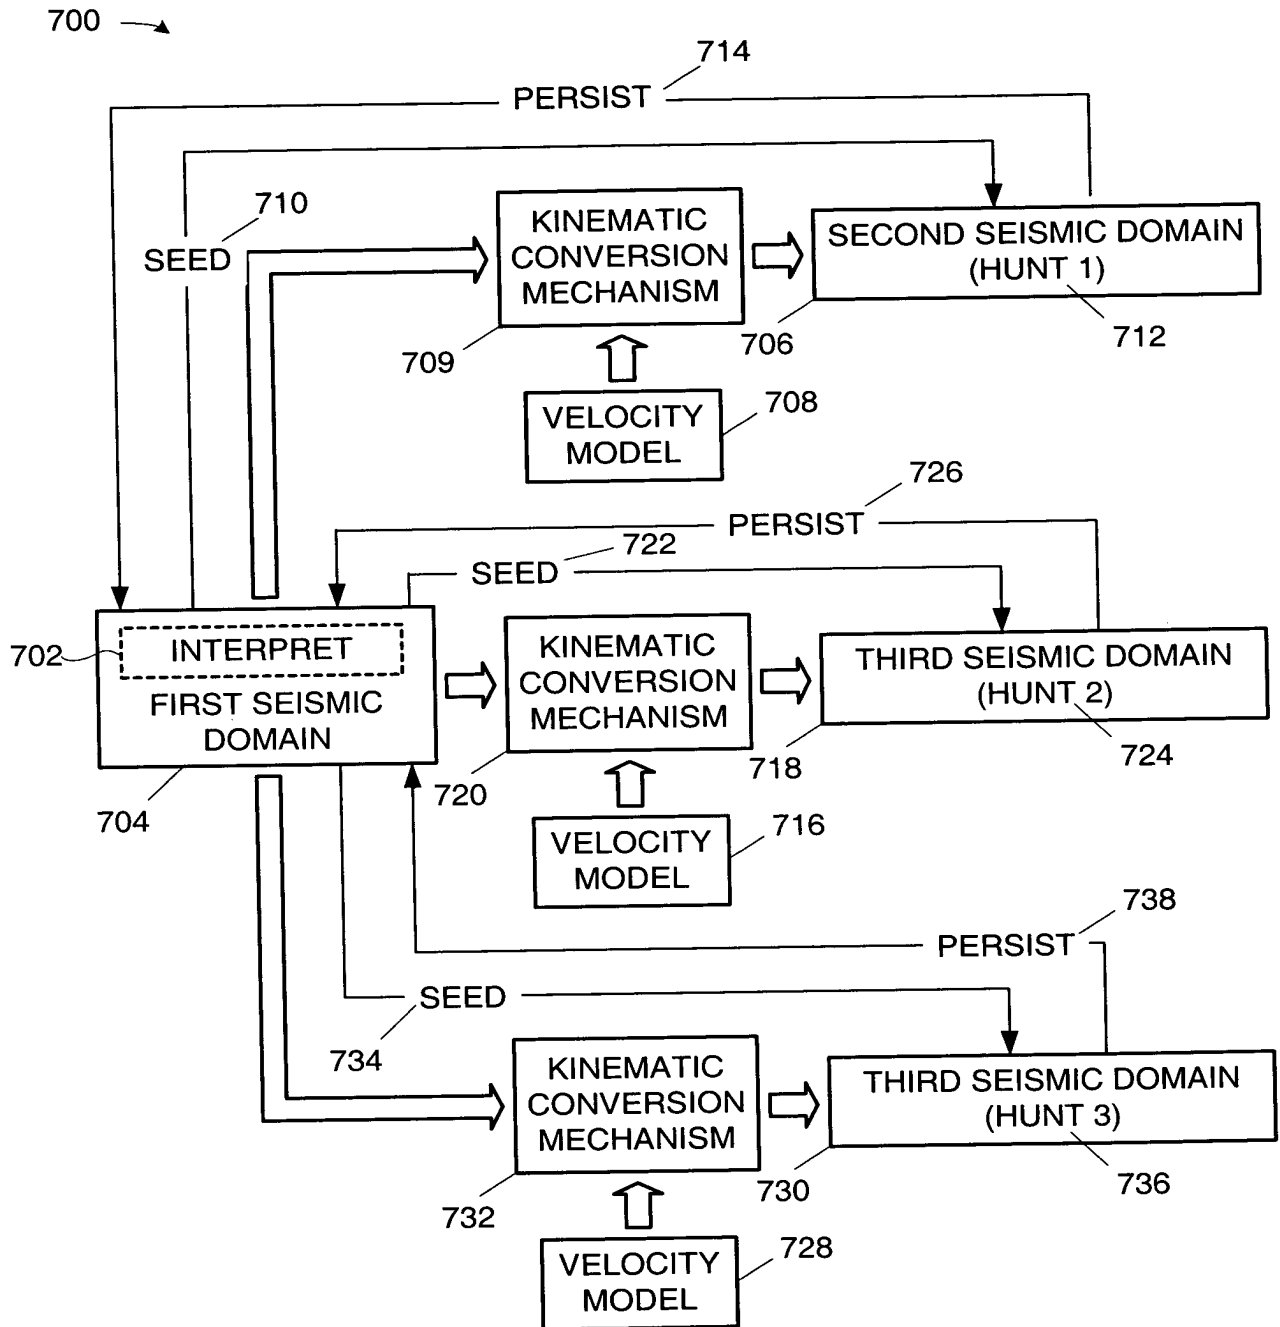 700
714
PERSIST
710
SEED
KINEMATIC
CONVERSION
MECHANISM
SECOND SEISMIC DOMAIN
(HUNT 1)
709
706
712
VELOCITY
MODEL
708
726
PERSIST
722
SEED
702
INTERPRET
FIRST SEISMIC
DOMAIN
KINEMATIC
CONVERSION
MECHANISM
THIRD SEISMIC DOMAIN
(HUNT 2)
704
720
718
724
VELOCITY
MODEL
716
738
PERSIST
SEED
734
KINEMATIC
CONVERSION
MECHANISM
THIRD SEISMIC DOMAIN
(HUNT 3)
732
730
736
VELOCITY
MODEL
728